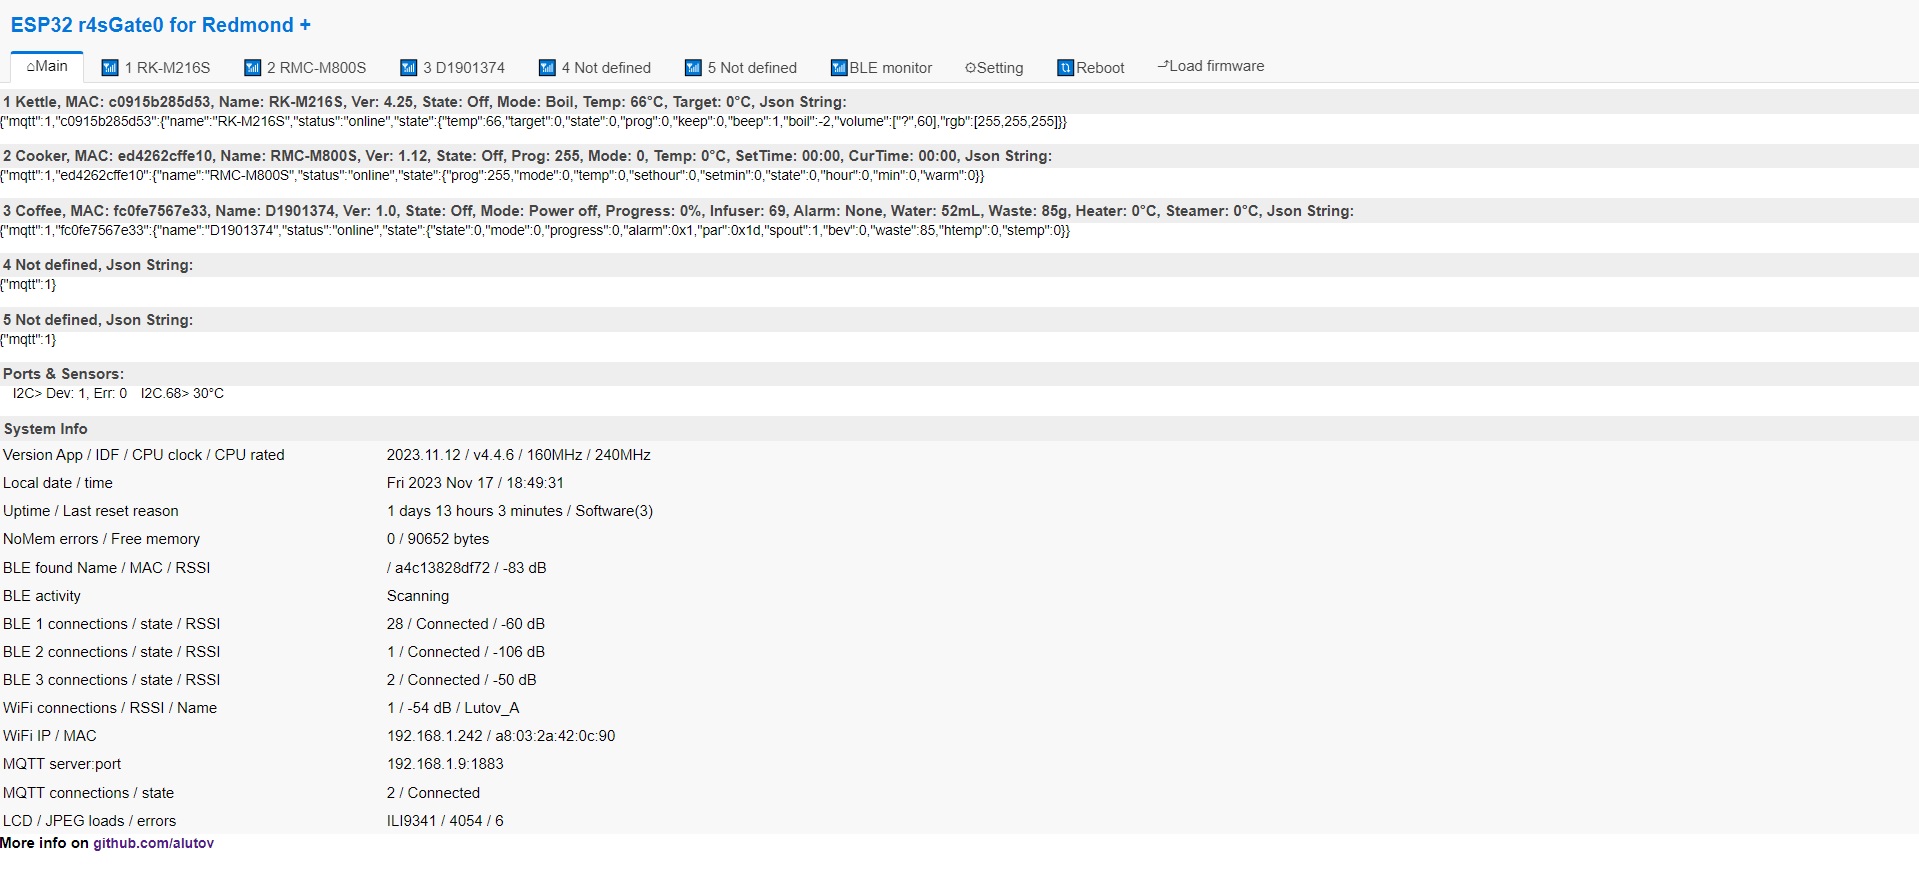 ESP32 r4sGate0 for Redmond +
⌂Main 1 RK-M216S 2 RMC-M800S 3 D1901374 4 Not defined 5 Not defined BLE monitor ⚙Setting Reboot Load firmware
1 Kettle, MAC: c0915b285d53, Name: RK-M216S, Ver: 4.25, State: Off, Mode: Boil, Temp: 66°C, Target: 0°C, Json String:
{"mqtt":1,"c0915b285d53":{"name":"RK-M216S","status":"online","state":{"temp":66,"target":0,"state":0,"prog":0,"keep":0,"beep":1,"boil":-2,"volume":["?",60],"rgb":[255,255,255]}}
2 Cooker, MAC: ed4262cffe10, Name: RMC-M800S, Ver: 1.12, State: Off, Prog: 255, Mode: 0, Temp: 0°C, SetTime: 00:00, CurTime: 00:00, Json String:
{"mqtt":1,"ed4262cffe10":{"name":"RMC-M800S","status":"online","state":{"prog":255,"mode":0,"temp":0,"sethour":0,"setmin":0,"state":0,"hour":0,"min":0,"warm":0}}
3 Coffee, MAC: fc0fe7567e33, Name: D1901374, Ver: 1.0, State: Off, Mode: Power off, Progress: 0%, Infuser: 69, Alarm: None, Water: 52mL, Waste: 85g, Heater: 0°C, Steamer: 0°C, Json String:
{"mqtt":1,"fc0fe7567e33":{"name":"D1901374","status":"online","state":{"state":0,"mode":0,"progress":0,"alarm":0x1,"par":0x1d,"spout":1,"bev":0,"waste":85,"htemp":0,"stemp":0}}
4 Not defined, Json String:
{"mqtt":1}
5 Not defined, Json String:
{"mqtt":1}
Ports & Sensors:
I2C> Dev: 1, Err: 0 I2C.68> 30°C
System Info
Version App / IDF / CPU clock / CPU rated 2023.11.12 / v4.4.6 / 160MHz / 240MHz
Local date / time Fri 2023 Nov 17 / 18:49:31
Uptime / Last reset reason 1 days 13 hours 3 minutes / Software(3)
NoMem errors / Free memory 0 / 90652 bytes
BLE found Name / MAC / RSSI / a4c13828df72 / -83 dB
BLE activity Scanning
BLE 1 connections / state / RSSI 28 / Connected / -60 dB
BLE 2 connections / state / RSSI 1 / Connected / -106 dB
BLE 3 connections / state / RSSI 2 / Connected / -50 dB
WiFi connections / RSSI / Name 1 / -54 dB / Lutov_A
WiFi IP / MAC 192.168.1.242 / a8:03:2a:42:0c:90
MQTT server:port 192.168.1.9:1883
MQTT connections / state 2 / Connected
LCD / JPEG loads / errors ILI9341 / 4054 / 6
More info on github.com/alutov